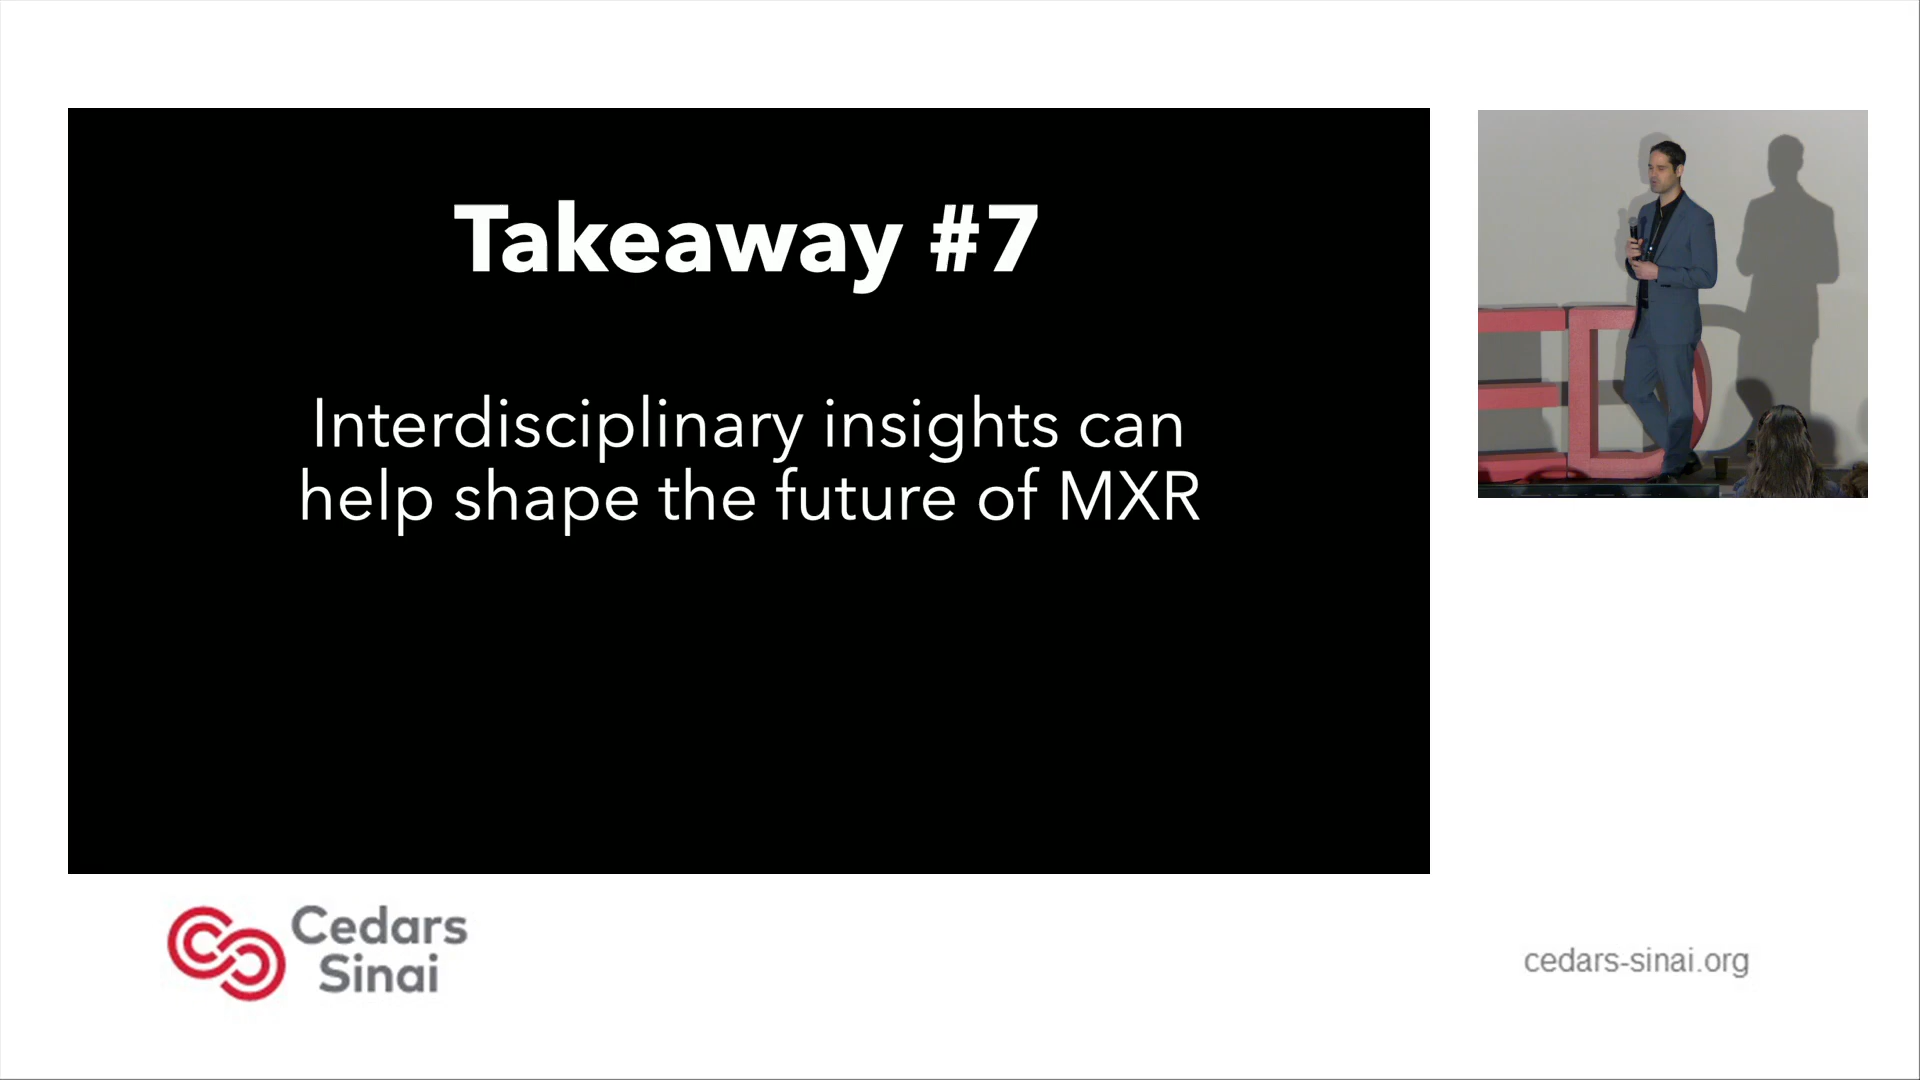 Takeaway #7
Interdisciplinary insights can
help shape the future of MXR
Cedars
Sinai
cedars-sinai.org